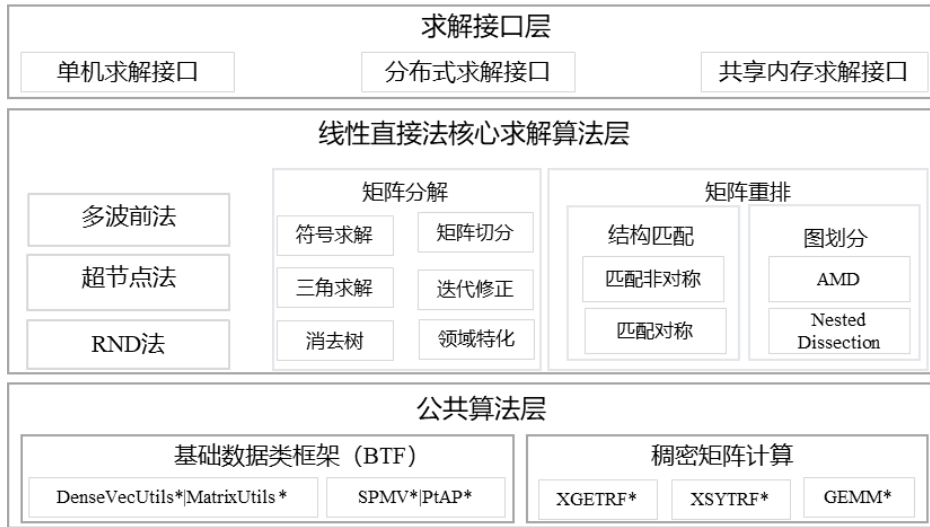 求解接口层
单机求解接口
分布式求解接口
共享内存求解接口
线性直接法核心求解算法层
多波前法
超节点法
RND法
矩阵分解
符号求解
矩阵切分
三角求解
迭代修正
消去树
领域特化
矩阵重排
结构匹配
匹配非对称
匹配对称
图划分
AMD
Nested
Dissection
公共算法层
基础数据类框架（BTF）
DenseVecUtils*|MatrixUtils *
SPMV*|PtAP*
稠密矩阵计算
XGETRF*
XSYTRF*
GEMM*